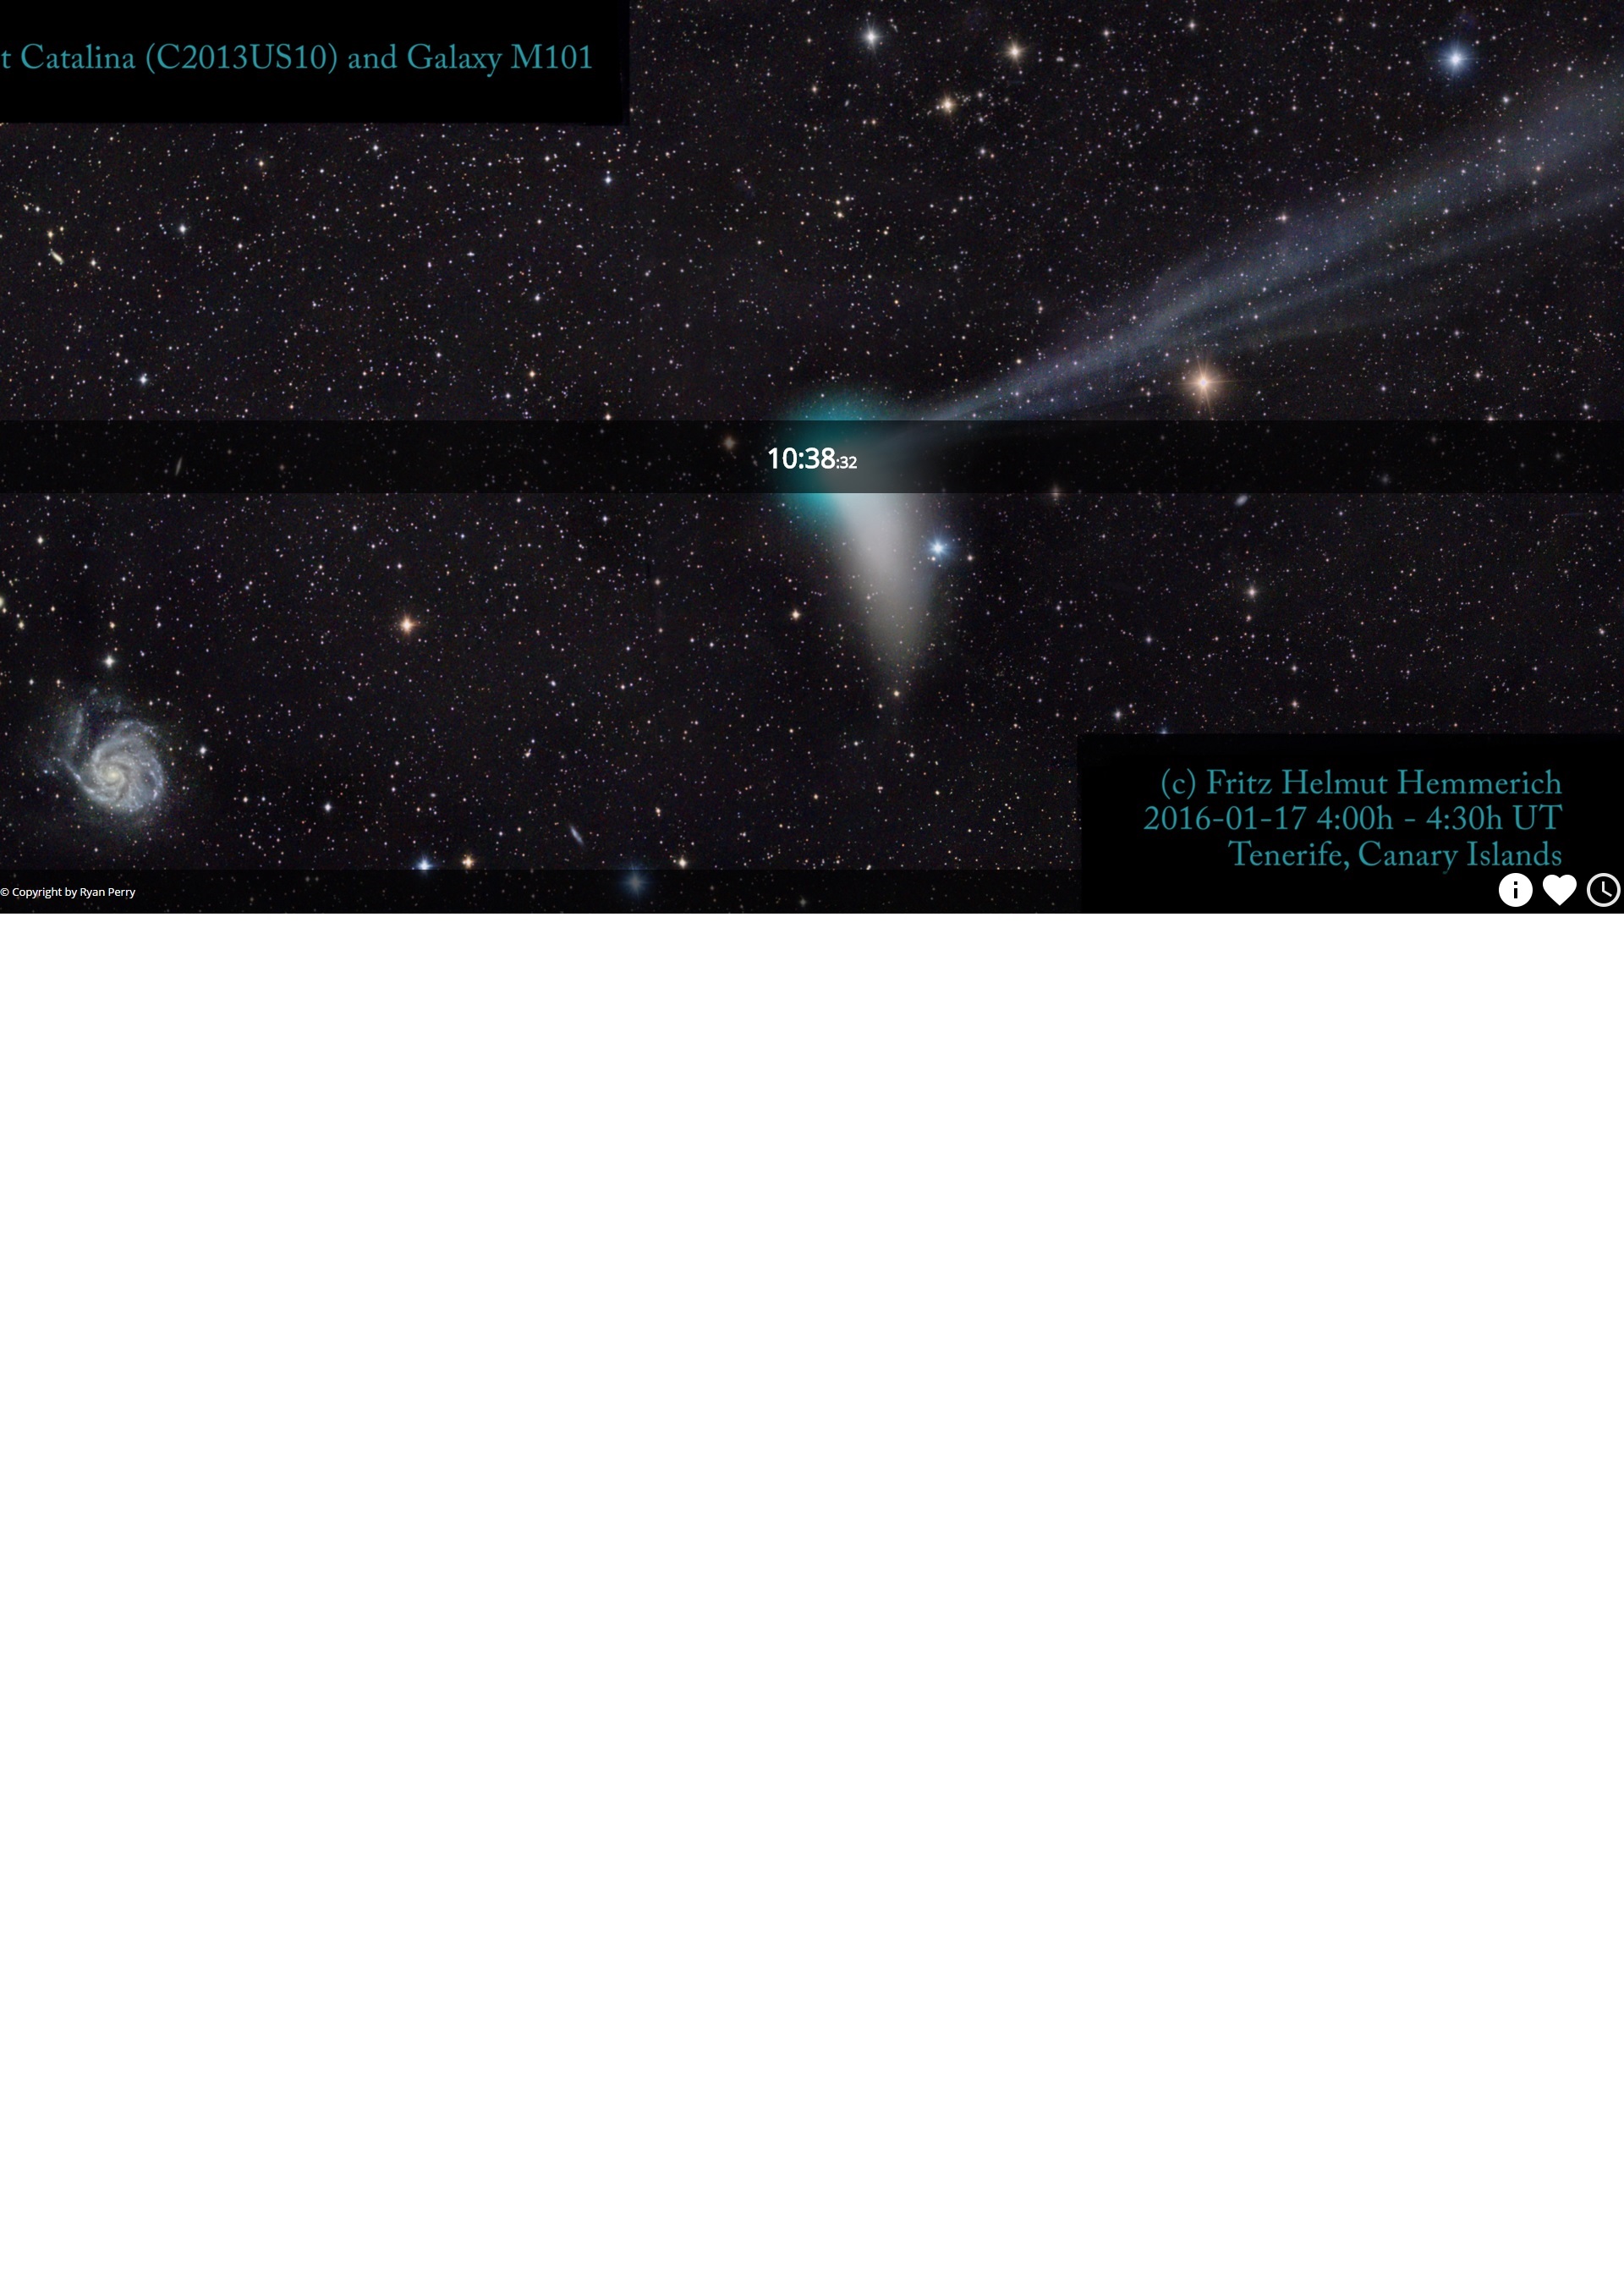 t Catalina (C2013US10) and Galaxy M101
10:38:32
(c) Fritz Helmut Hemmerich
2016-01-17 4:00h - 4:30h UT
Tenerife, Canary Islands
© Copyright by Ryan Perry